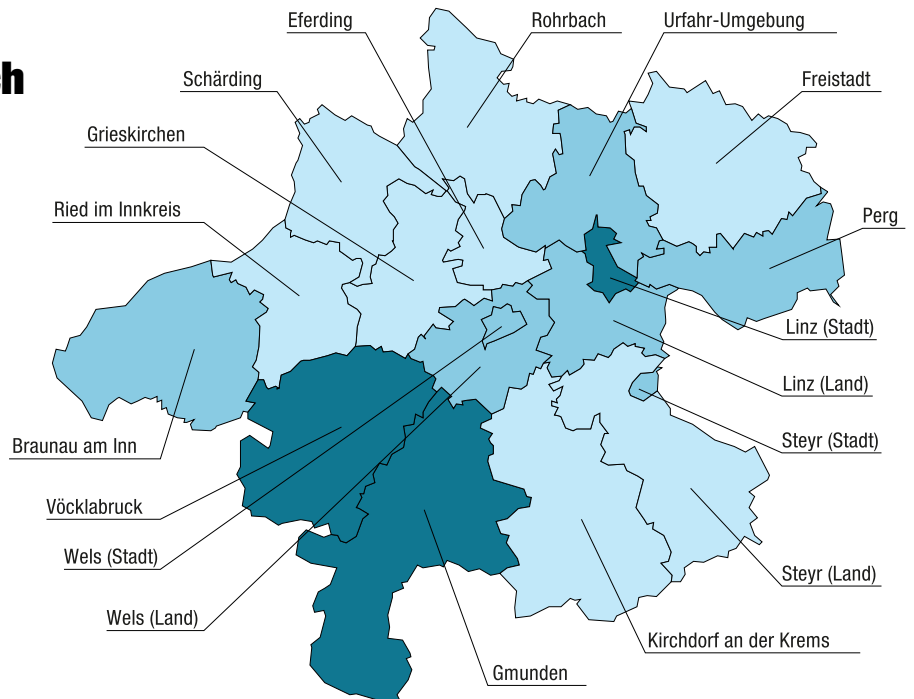 Eferding
Rohrbach
Urfahr-Umgebung
ch
Schärding
Freistadt
Grieskirchen
Ried im Innkreis
Perg
Linz (Stadt)
Linz (Land)
Braunau am Inn
Steyr (Stadt)
Vöcklabruck
Wels (Stadt)
Steyr (Land)
Wels (Land)
Kirchdorf an der Krems
Gmunden